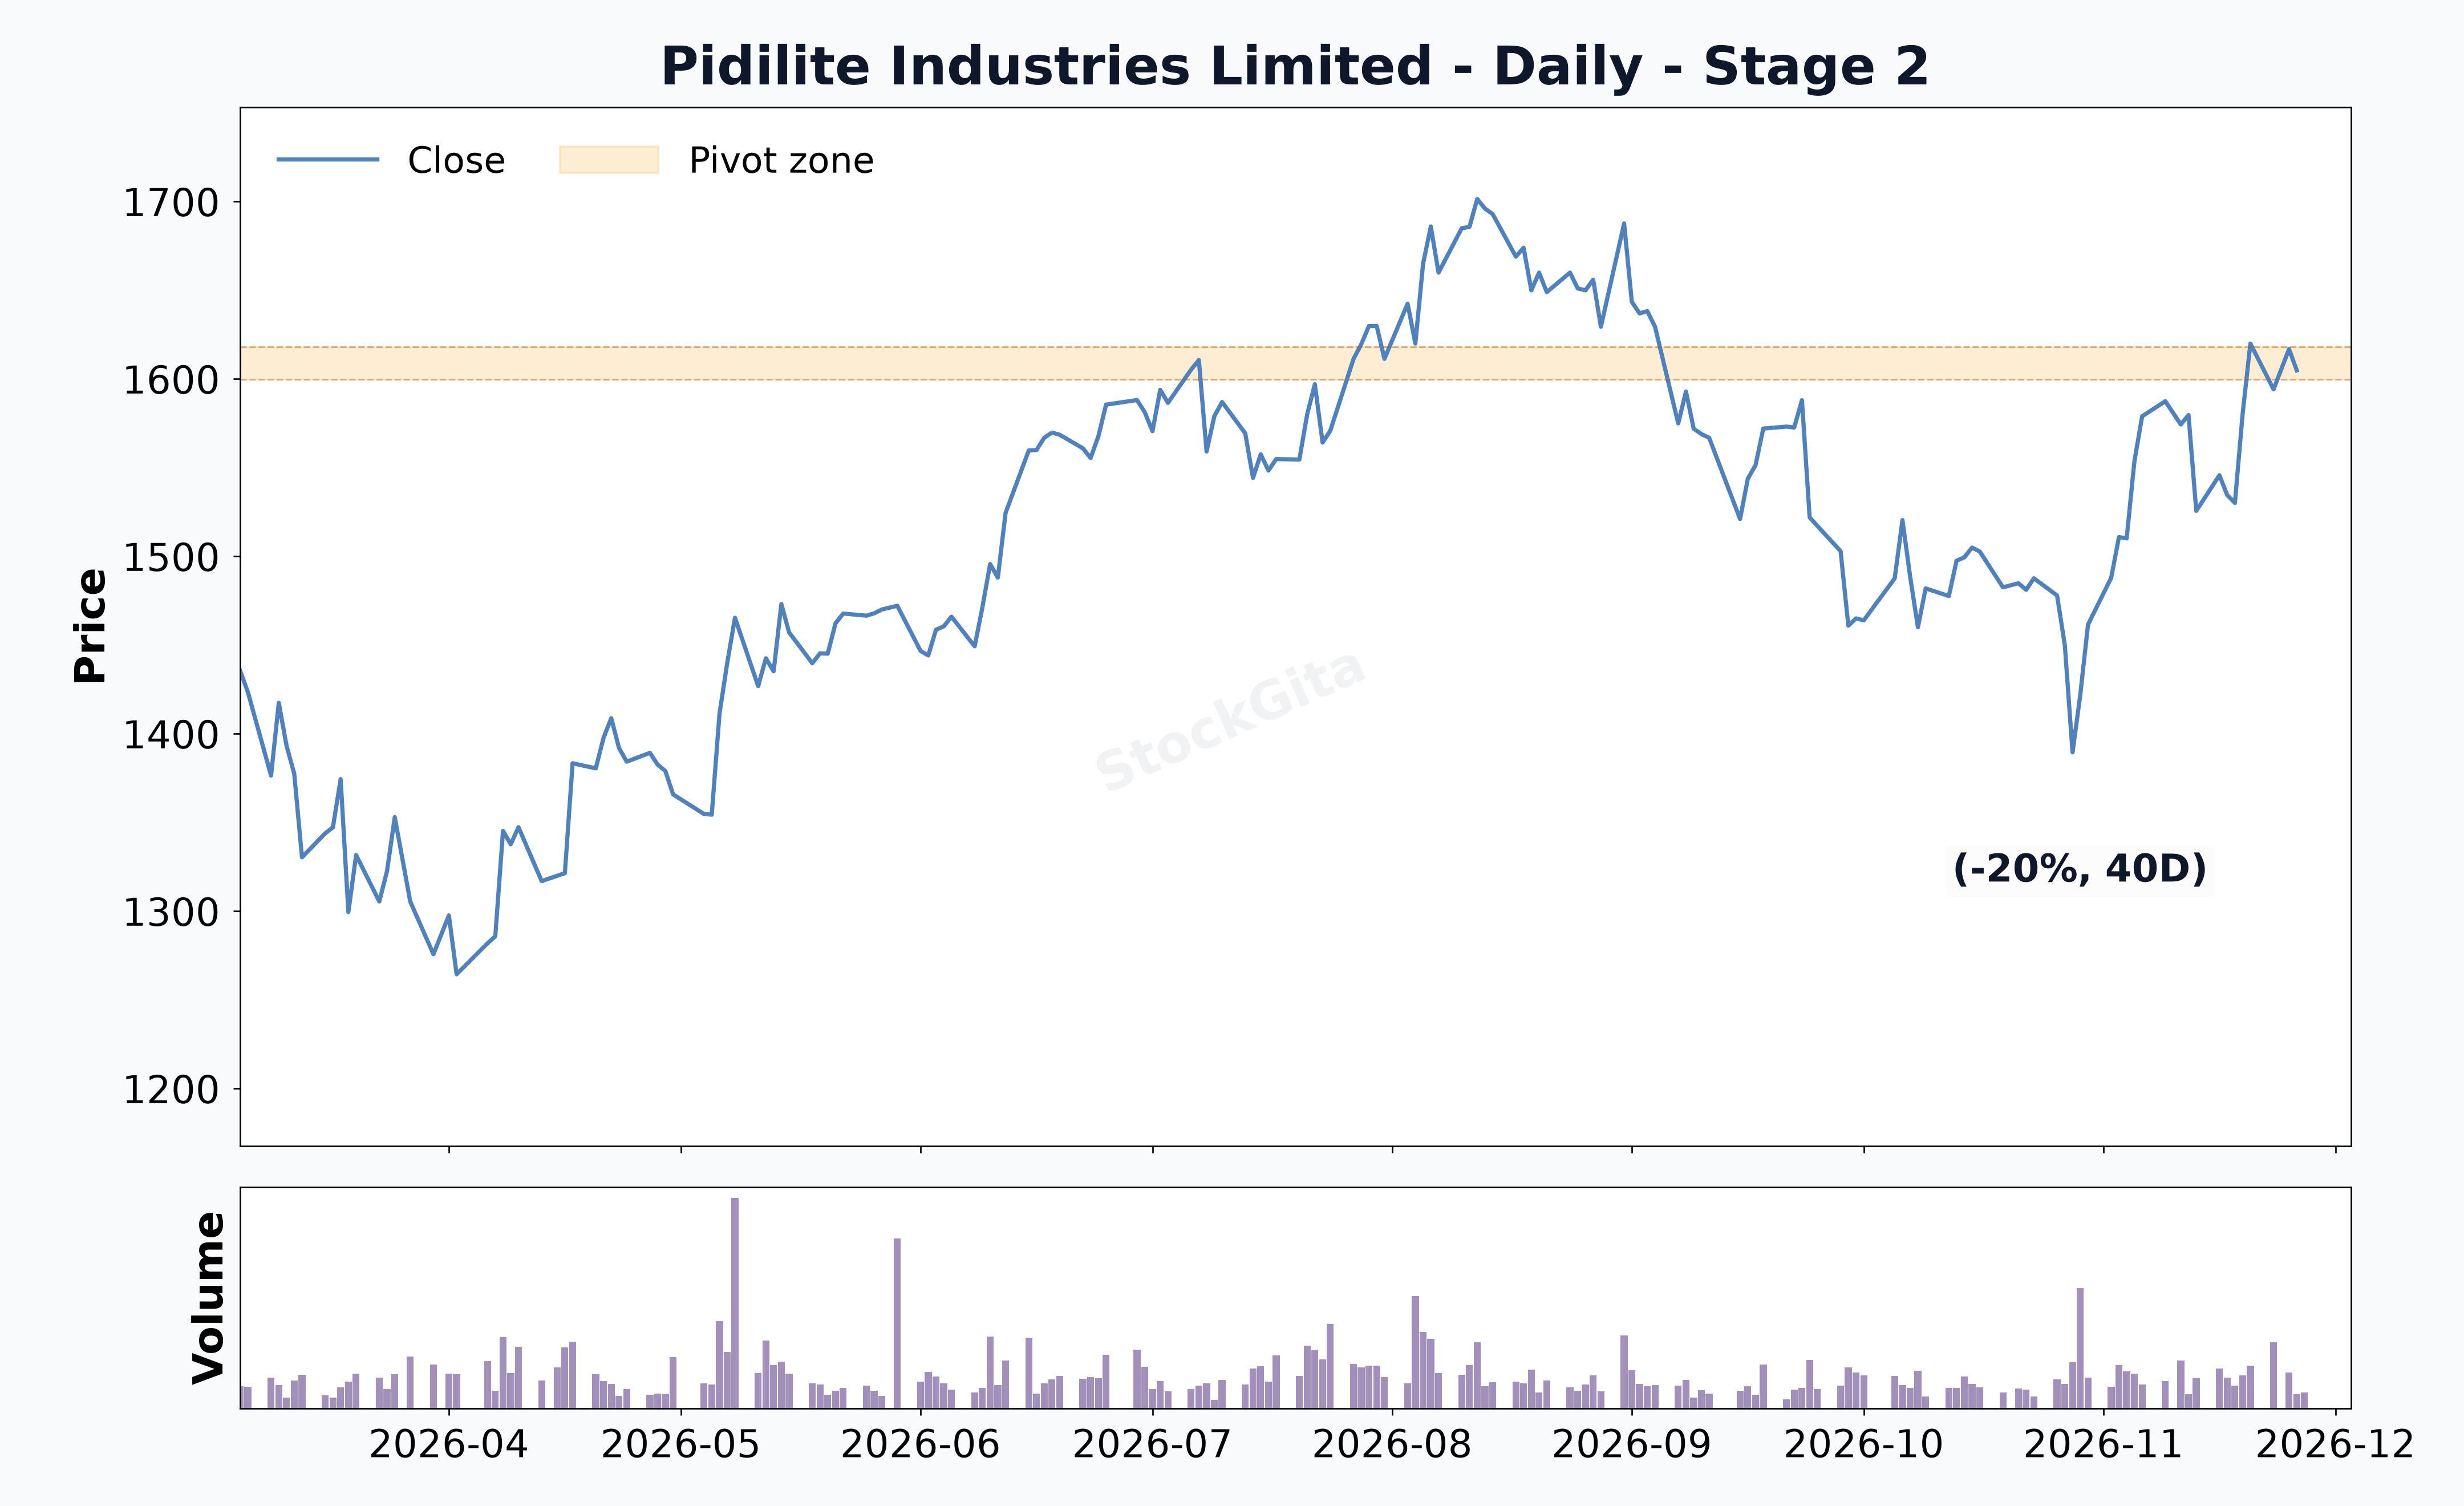 Pidilite Industries Limited - Daily - Stage 2
Close
Pivot zone
Price
1700
1600
1500
1400
1300
1200
StockGita
(-20%, 40D)
Volume
2026-04
2026-05
2026-06
2026-07
2026-08
2026-09
2026-10
2026-11
2026-12